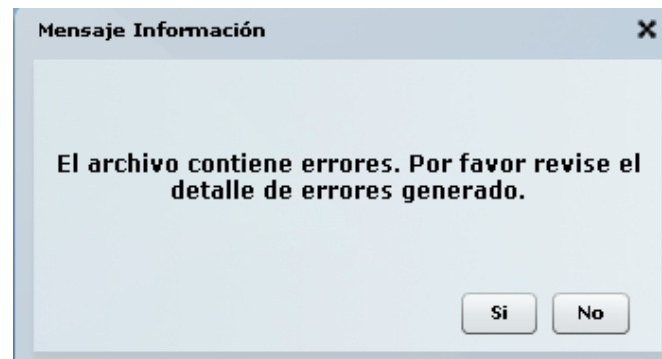 Mensaje Información
El archivo contiene errores. Por favor revise el
detalle de errores generado.
Si
No